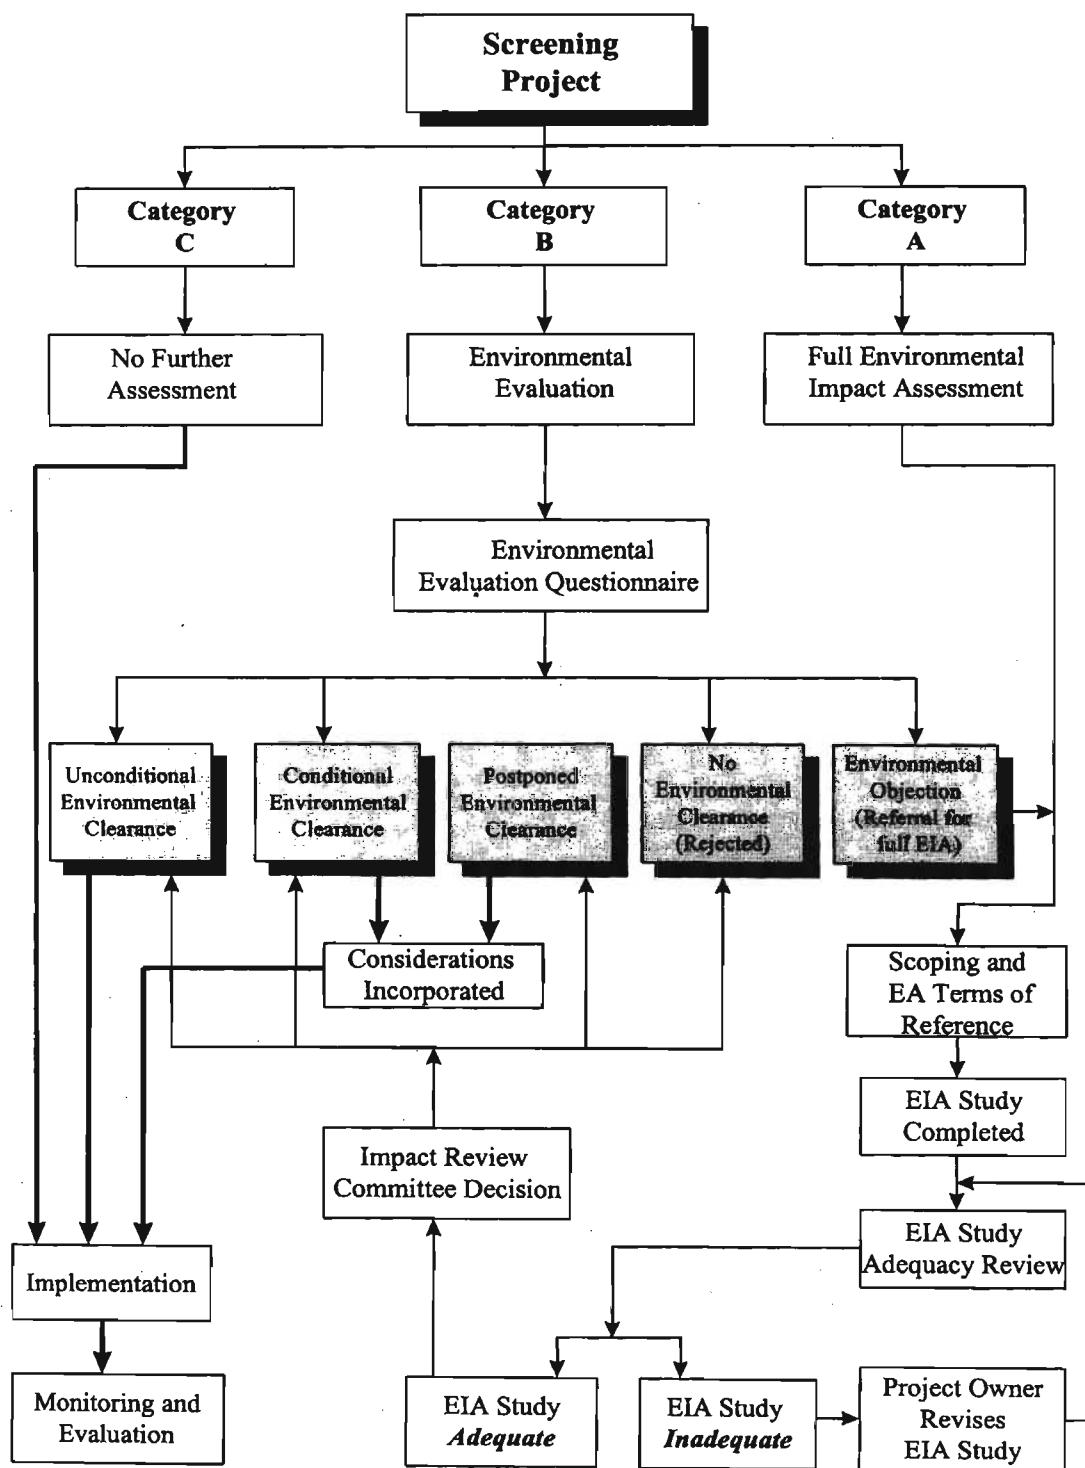 Screening
Project
Category
C
Category
B
Category
A
No Further
Assessment
Environmental
Evaluation
Full Environmental
Impact Assessment
Environmental
Evaluation Questionnaire
Unconditional
Environmental
Clearance
Conditional
Environmental
Clearance
Postponed
Environmental
Clearance
No
Environmental
Clearance
(Rejected)
Environmental
Objection
(Referral for
full EIA)
Considerations
Incorporated
Scoping and
EA Terms of
Reference
EIA Study
Completed
Impact Review
Committee Decision
EIA Study
Adequacy Review
Implementation
Monitoring and
Evaluation
EIA Study
Adequate
EIA Study
Inadequate
Project Owner
Revises
EIA Study